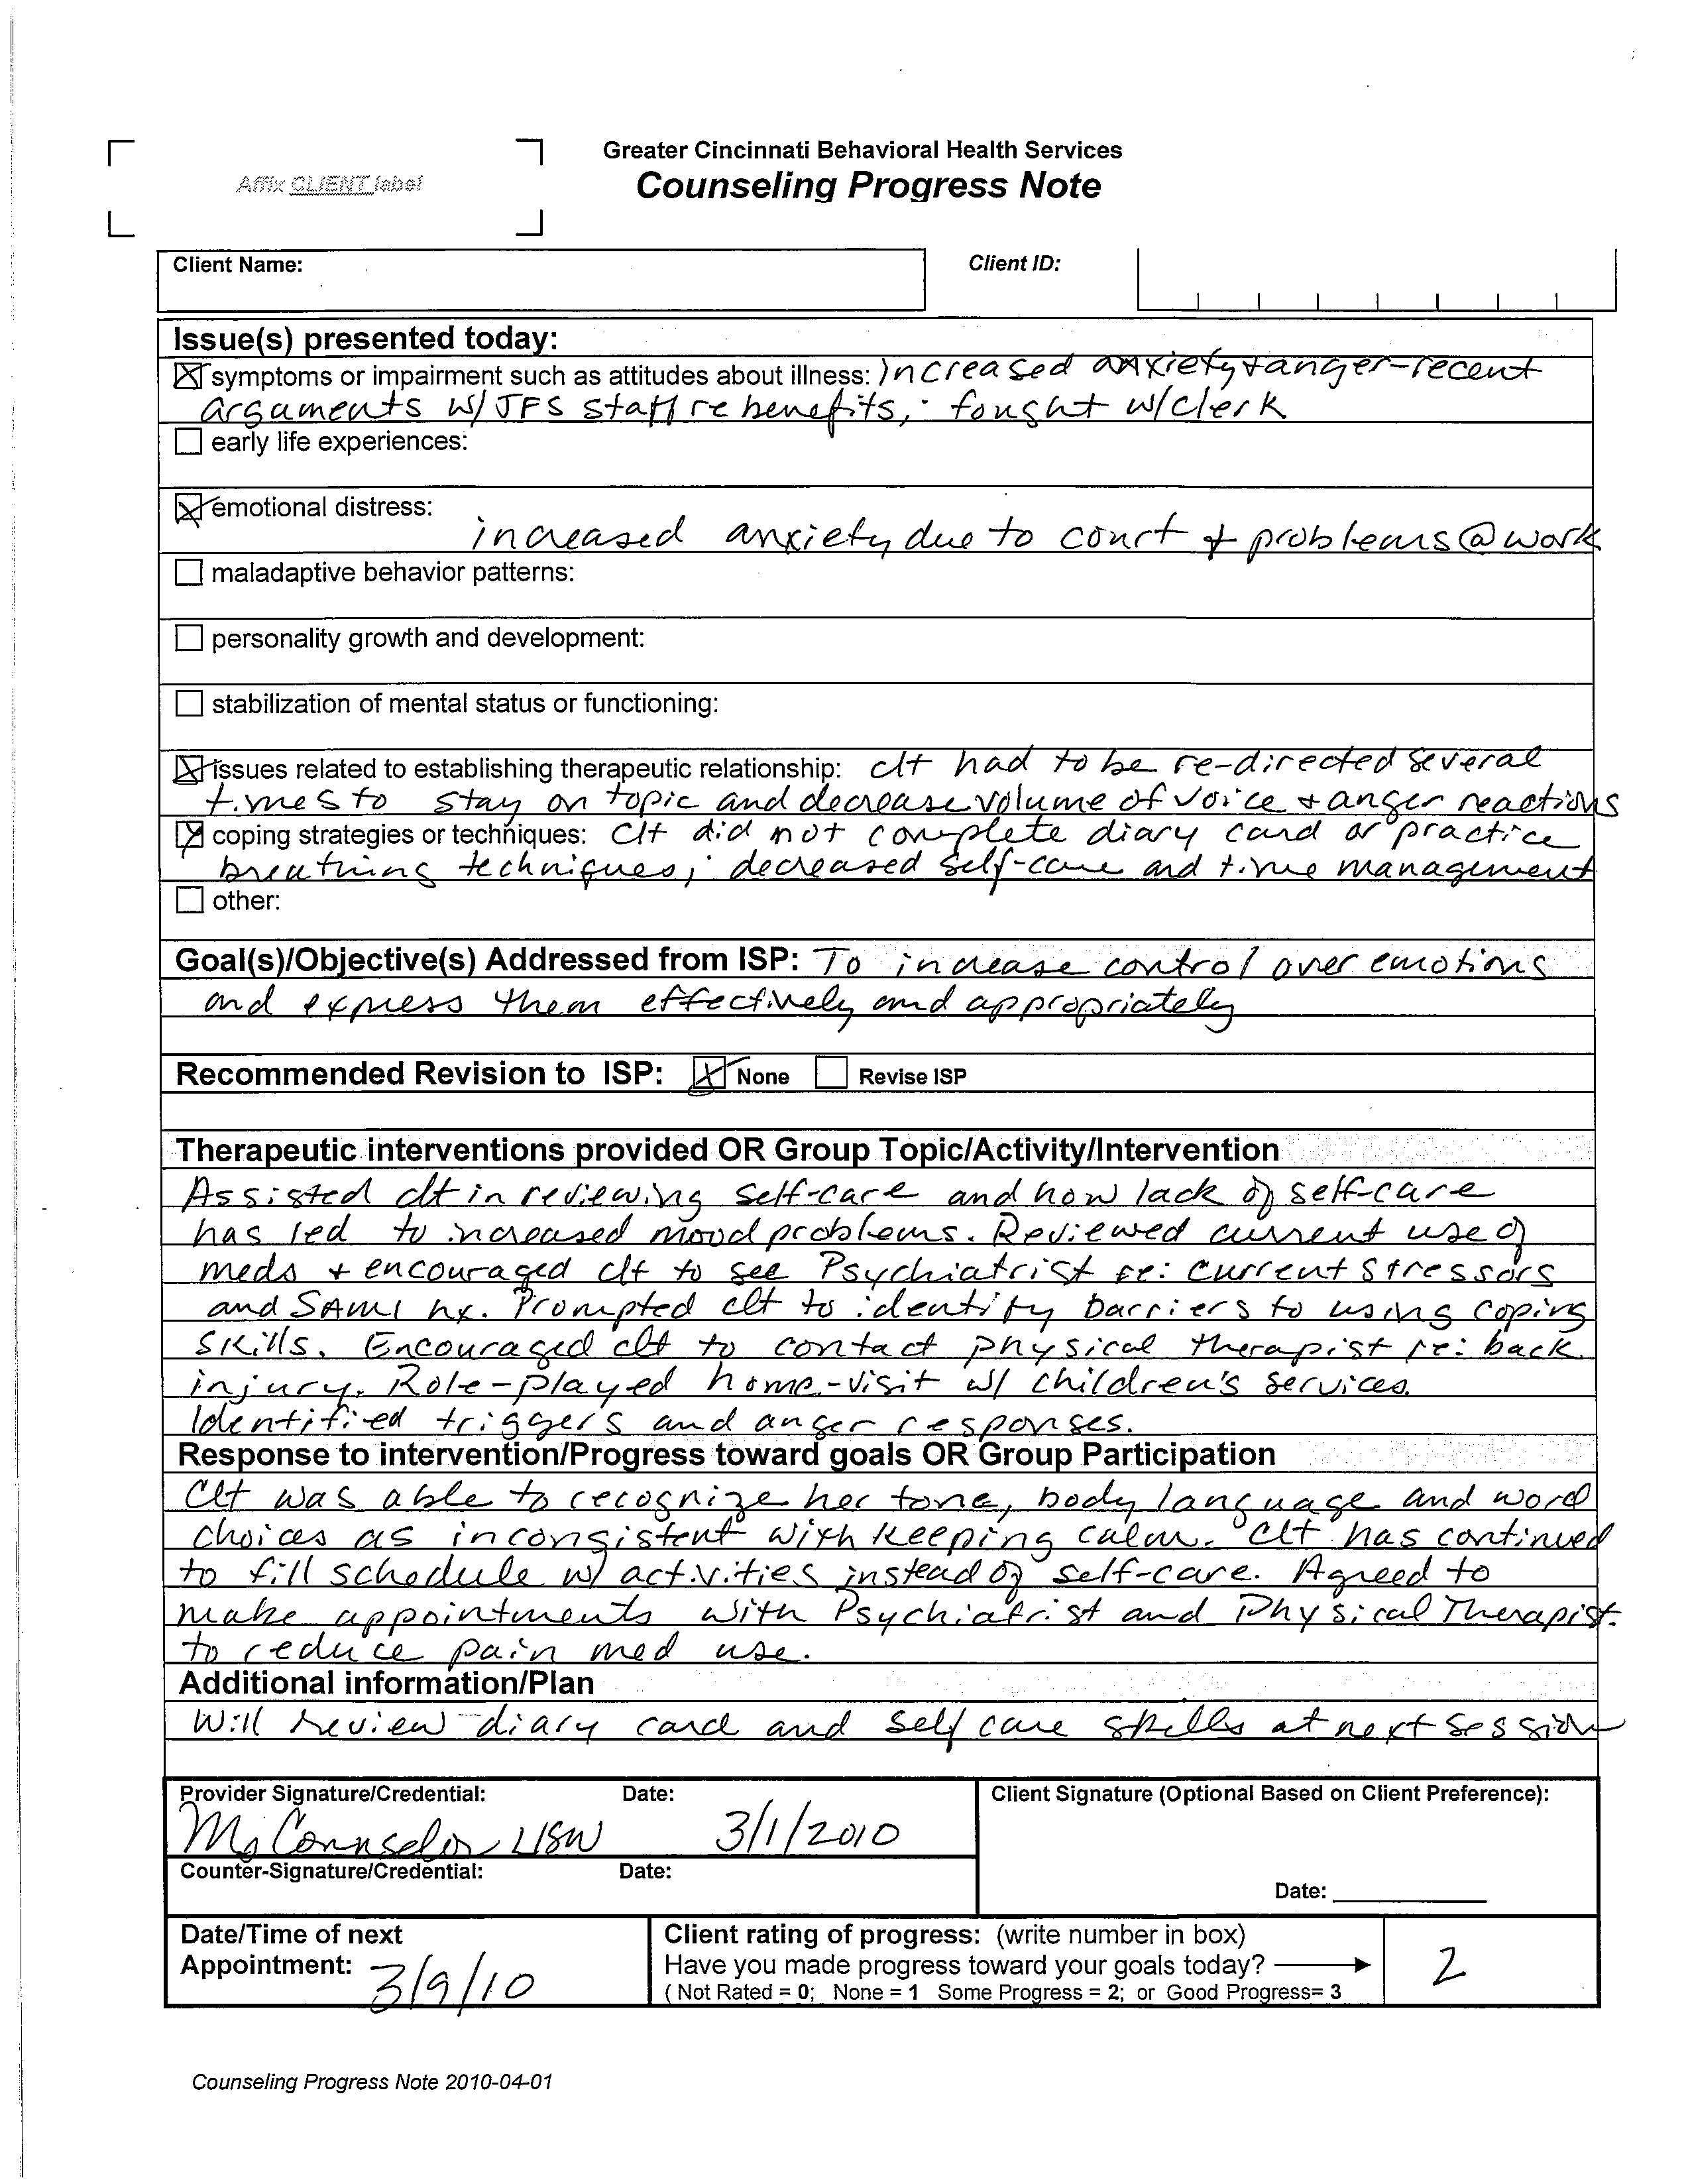 Greater Cincinnati Behavioral Health Services
Affix CLIENT label
Counseling Progress Note
Client Name:
Client ID:
Issue(s) presented today:
symptoms or impairment such as attitudes about illness: Increased anxiety + anger - recent
arguments w/ JFS staff re benefits; fought w/ clerk
early life experiences:
emotional distress:
increased anxiety due to court + problems @ work
maladaptive behavior patterns:
personality growth and development:
stabilization of mental status or functioning:
issues related to establishing therapeutic relationship: clt had to be re-directed several
times to stay on topic and decrease volume of voice + anger reactions
coping strategies or techniques: clt did not complete diary card or practice
breathing techniques; decreased self-care and time management
other:
Goal(s)/Objective(s) Addressed from ISP: To increase control over emotions
and express them effectively and appropriately
Recommended Revision to ISP: None Revise ISP
Therapeutic interventions provided OR Group Topic/Activity/Intervention
Assisted clt in reviewing self-care and how lack of self-care
has led to increased mood problems. Reviewed current use of
meds + encouraged clt to see Psychiatrist re: current stressors
and SAMI hx. Prompted clt to identify barriers to using coping
skills. Encouraged clt to contact physical therapist re: back
injury. Role-played home-visit w/ children's services.
Identified triggers and anger responses.
Response to intervention/Progress toward goals OR Group Participation
Clt was able to recognize her tone, body language and word
choices as inconsistent with keeping calm. Clt has continued
to fill schedule w/ activities instead of self-care. Agreed to
make appointments with Psychiatrist and Physical Therapist
to reduce pain med use.
Additional information/Plan
Will review diary card and self care skills at next session
Provider Signature/Credential: Date:
Ms Counselor LISW 3/1/2010
Client Signature (Optional Based on Client Preference):
Counter-Signature/Credential: Date:
Date:
Date/Time of next
Appointment: 3/9/10
Client rating of progress: (write number in box)
Have you made progress toward your goals today?
( Not Rated = 0; None = 1 Some Progress = 2; or Good Progress= 3
2
Counseling Progress Note 2010-04-01